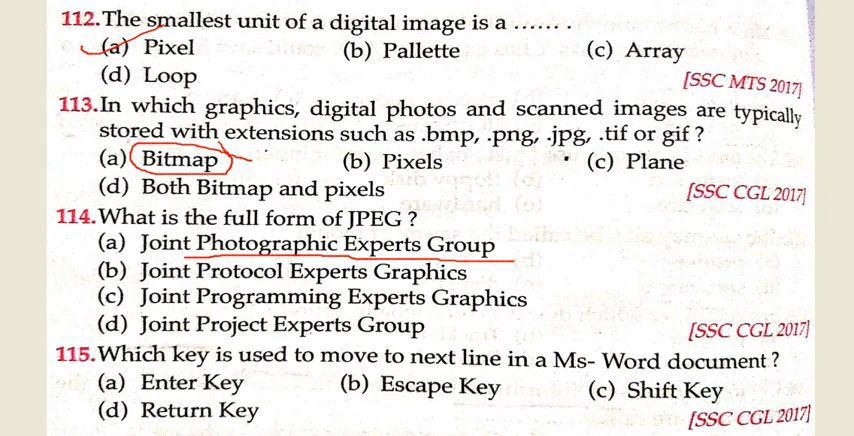 112. The smallest unit of a digital image is a .......
(a) Pixel (b) Pallette (c) Array
(d) Loop [SSC MTS 2017]
113. In which graphics, digital photos and scanned images are typically
stored with extensions such as .bmp, .png, .jpg, .tif or gif ?
(a) Bitmap (b) Pixels (c) Plane
(d) Both Bitmap and pixels [SSC CGL 2017]
114. What is the full form of JPEG ?
(a) Joint Photographic Experts Group
(b) Joint Protocol Experts Graphics
(c) Joint Programming Experts Graphics
(d) Joint Project Experts Group [SSC CGL 2017]
115. Which key is used to move to next line in a Ms- Word document ?
(a) Enter Key (b) Escape Key (c) Shift Key
(d) Return Key [SSC CGL 2017]